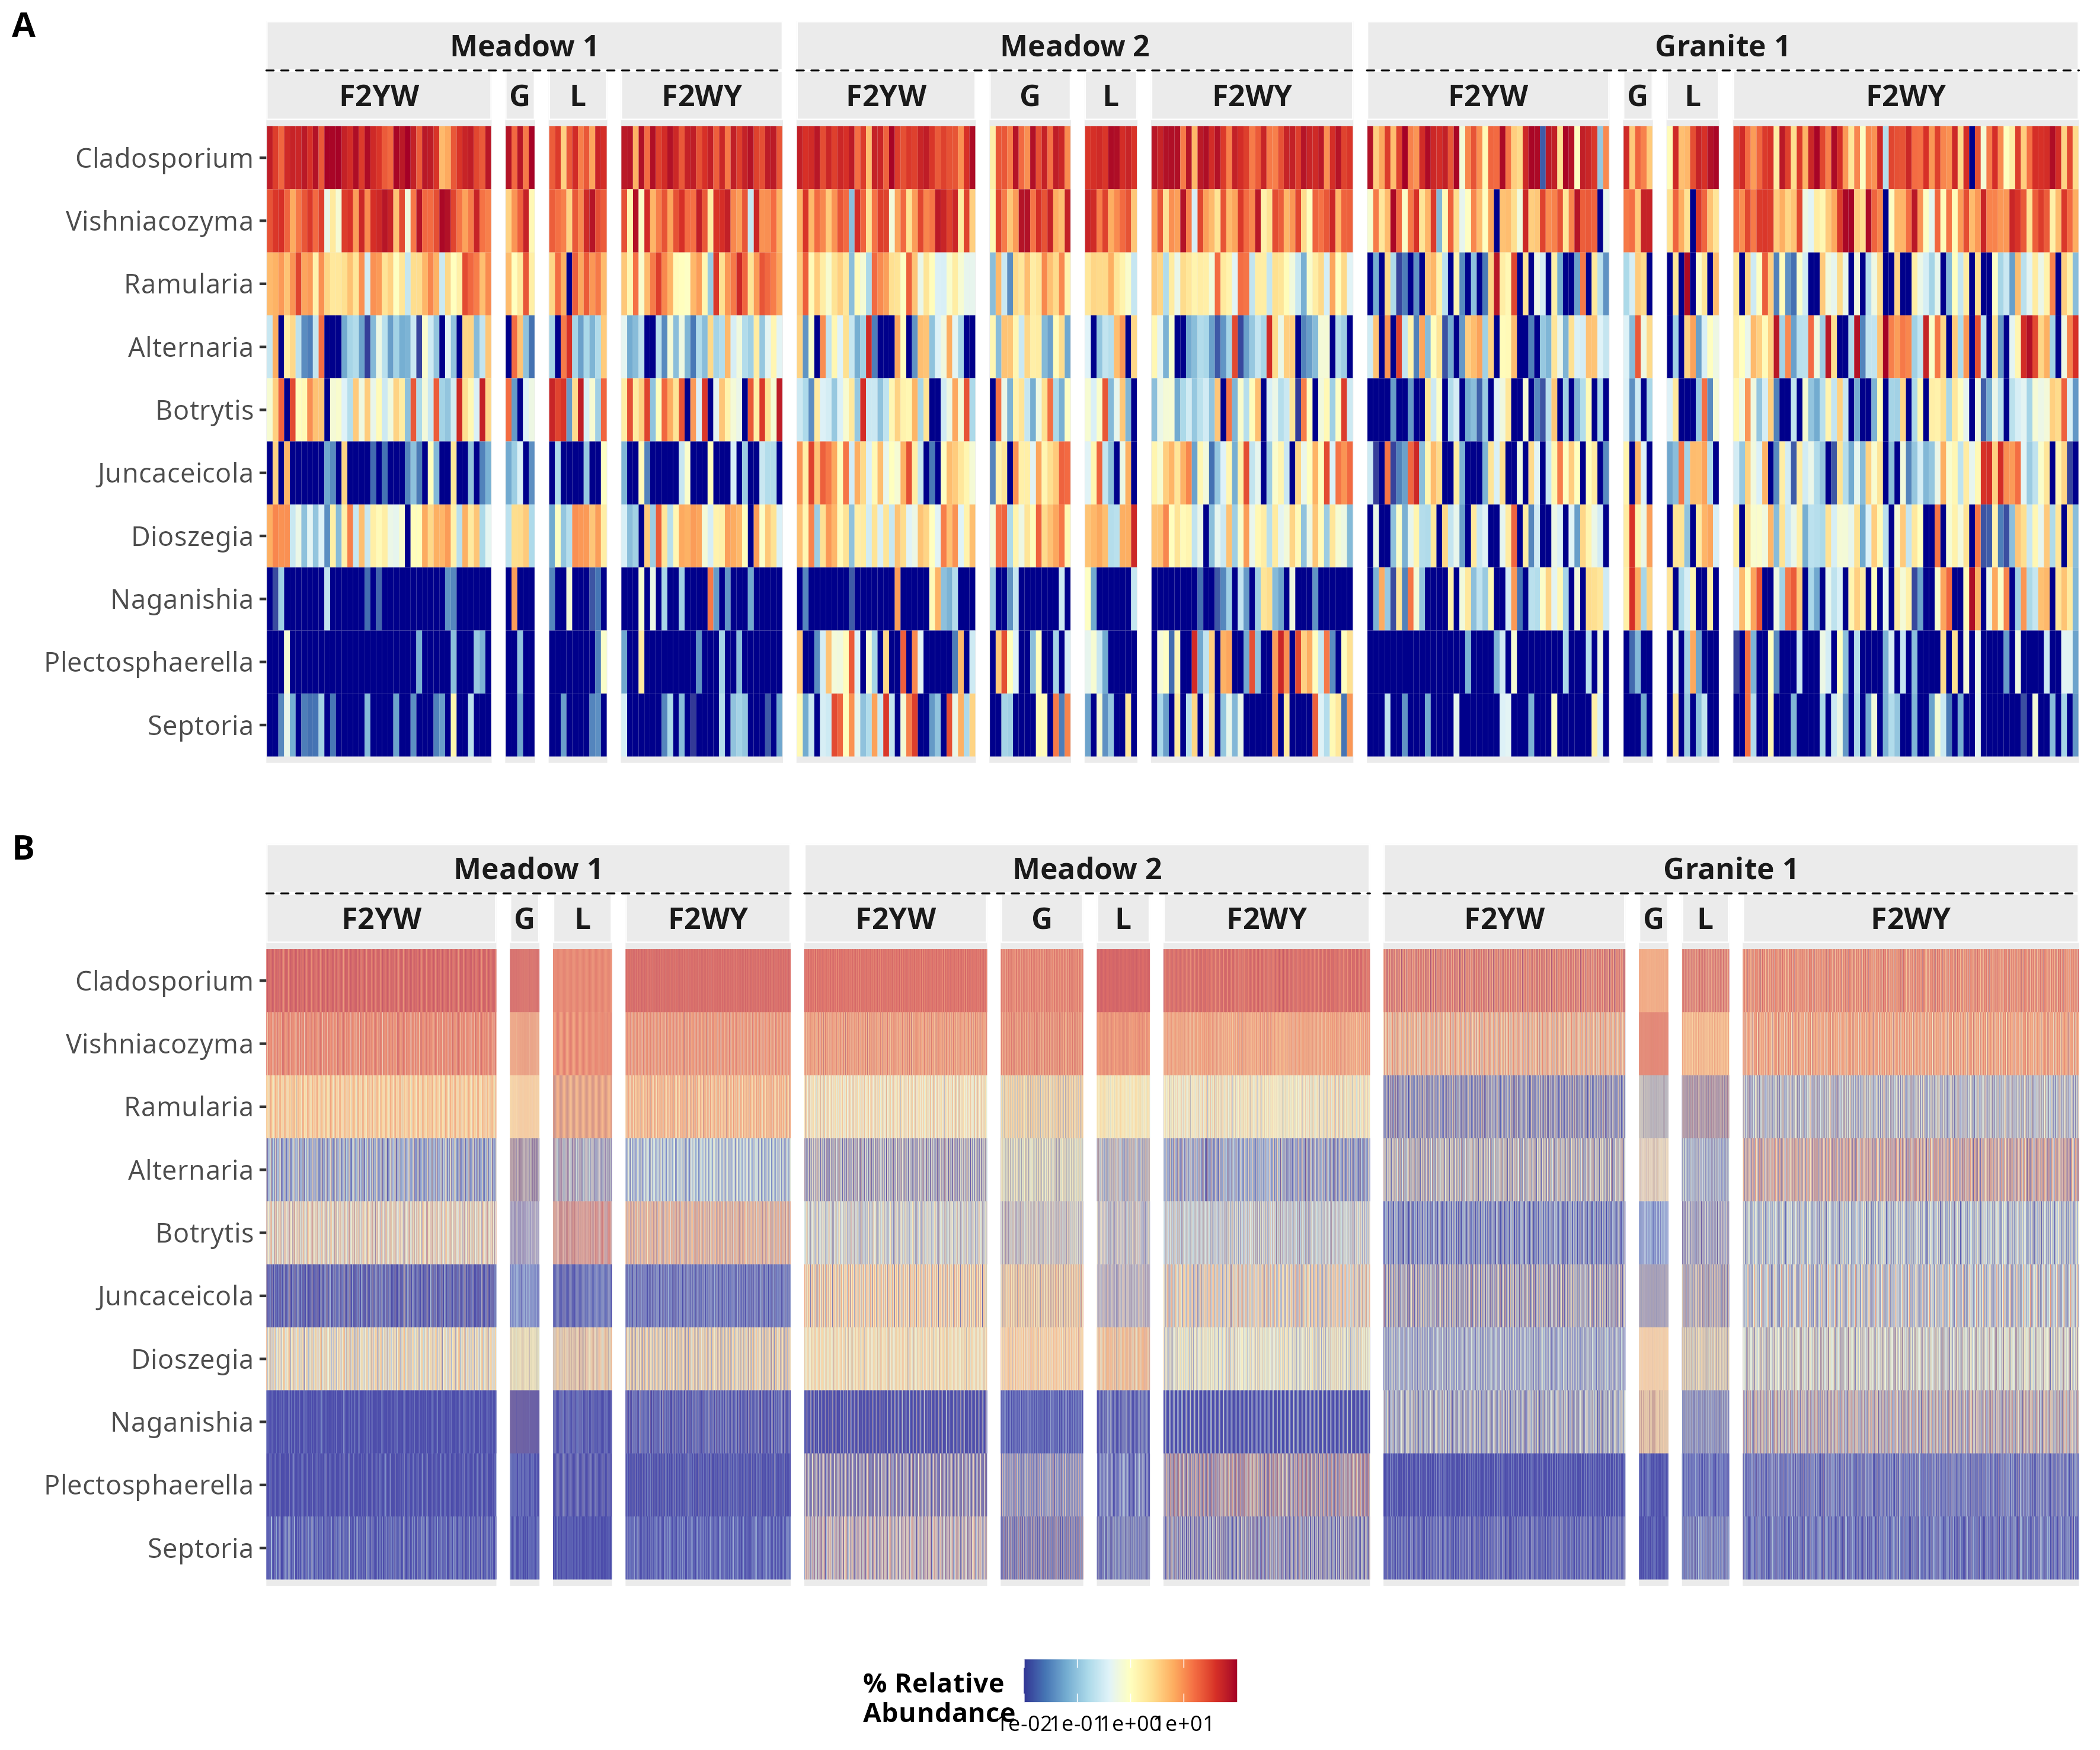 A
Meadow 1 Meadow 2 Granite 1
F2YW G L F2WY F2YW G L F2WY F2YW G L F2WY
Cladosporium
Vishniacozyma
Ramularia
Alternaria
Botrytis
Juncaceicola
Dioszegia
Naganishia
Plectosphaerella
Septoria
B
Meadow 1 Meadow 2 Granite 1
F2YW G L F2WY F2YW G L F2WY F2YW G L F2WY
Cladosporium
Vishniacozyma
Ramularia
Alternaria
Botrytis
Juncaceicola
Dioszegia
Naganishia
Plectosphaerella
Septoria
% Relative
Abundance
1e-02 1e-01 1e+00 1e+01